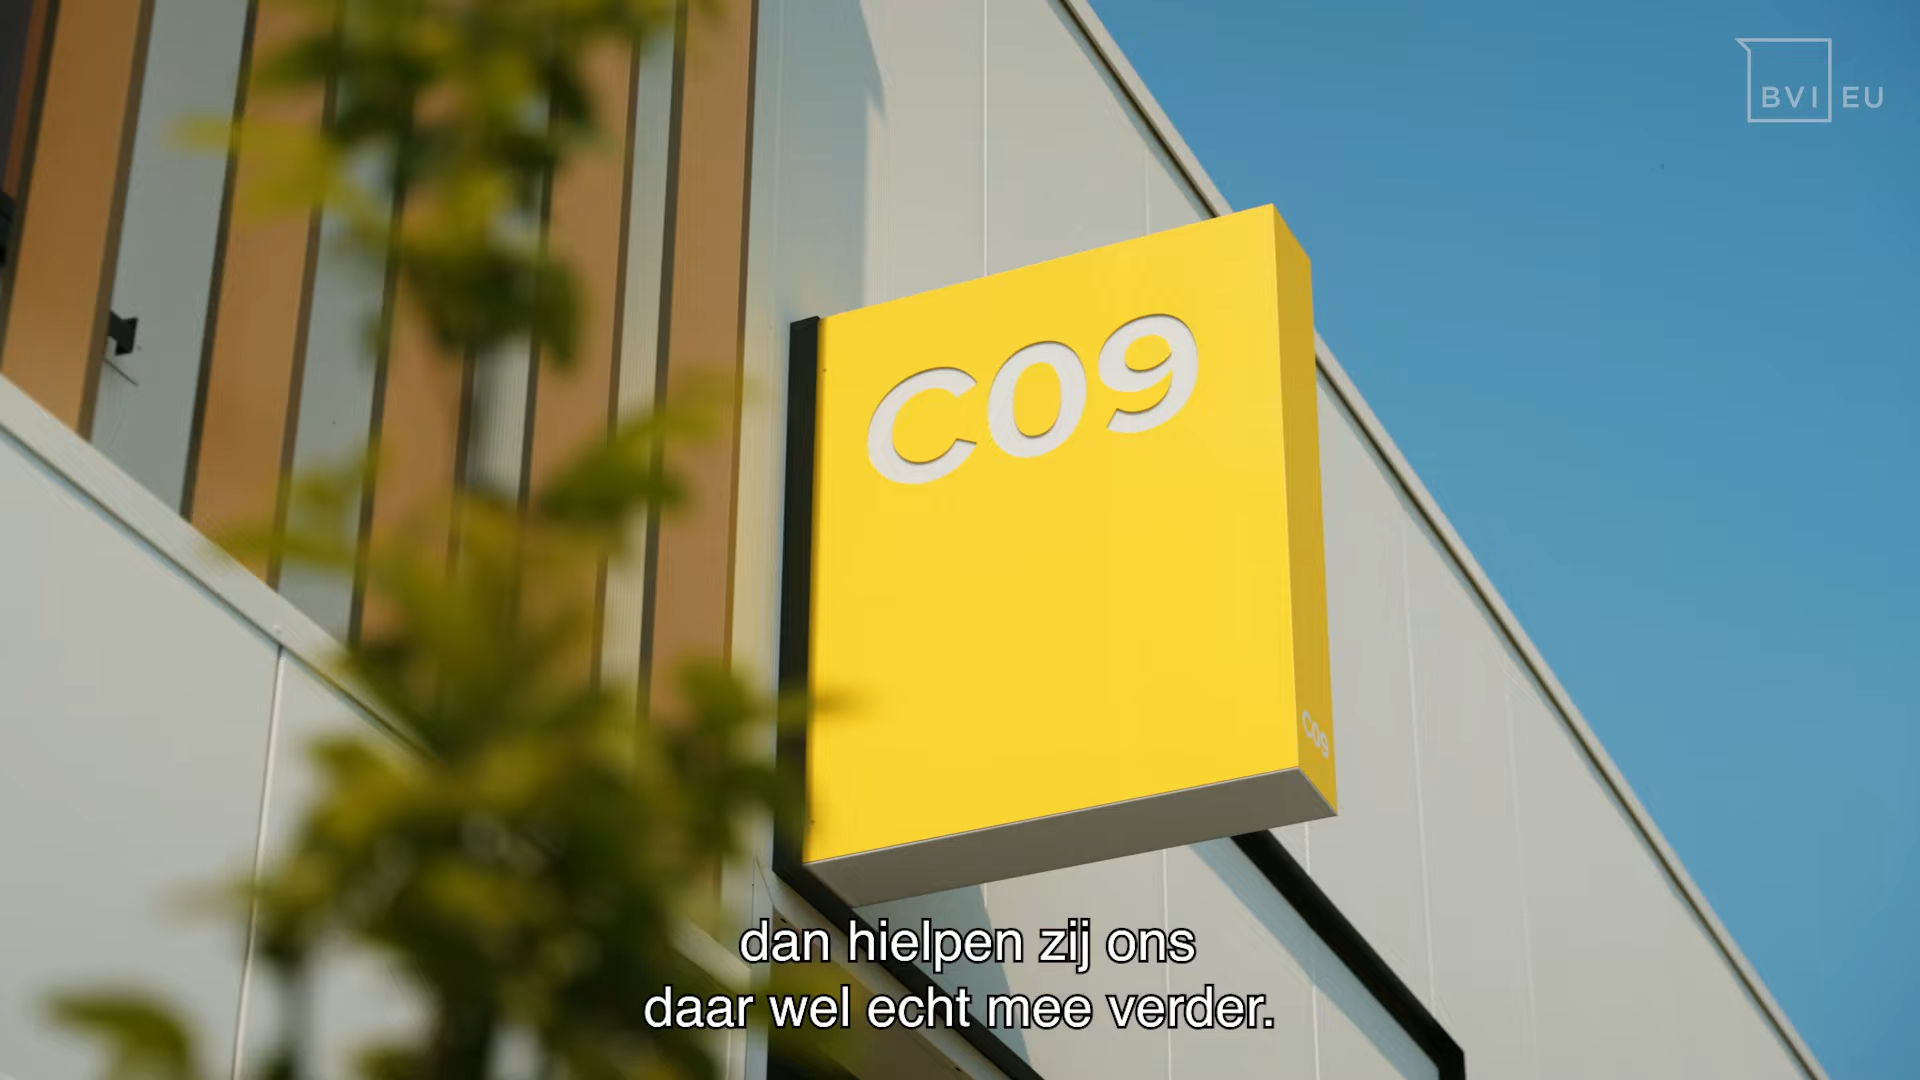 BVI EU
C09
C09
dan hielpen zij ons
daar wel echt mee verder.